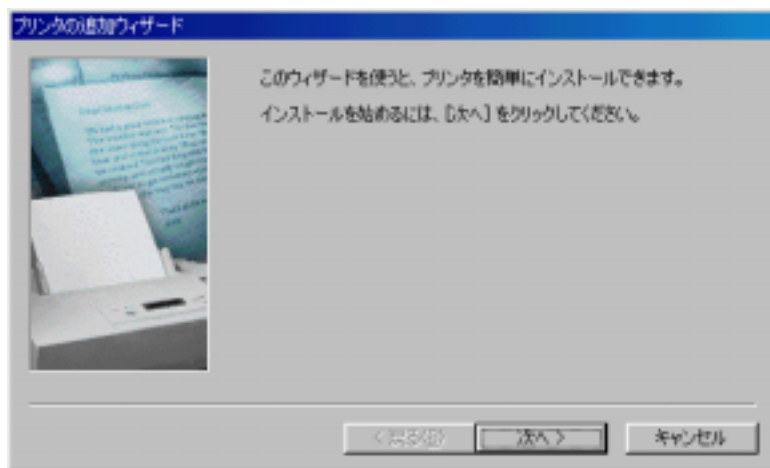 プリンタの追加ウィザード
このウィザードを使うと、プリンタを簡単にインストールできます。
インストールを始めるには、[次へ] をクリックしてください。
< 戻る(B)
次へ >
キャンセル